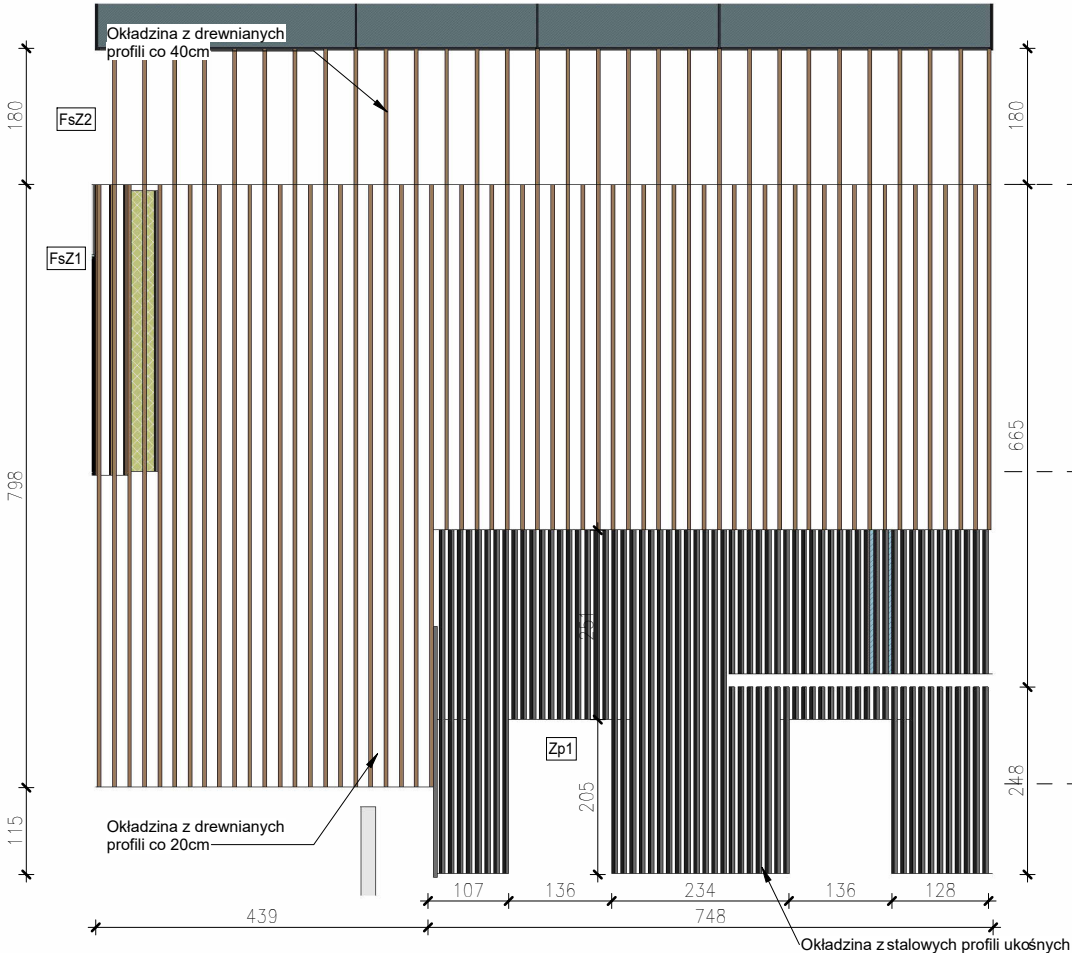 Okładzina z drewnianych
profili co 40cm
180
180
FsZ2
FsZ1
798
665
251
Zp1
205
248
115
Okładzina z drewnianych
profili co 20cm
107
136
234
136
128
439
748
Okładzina z stalowych profili ukośnych